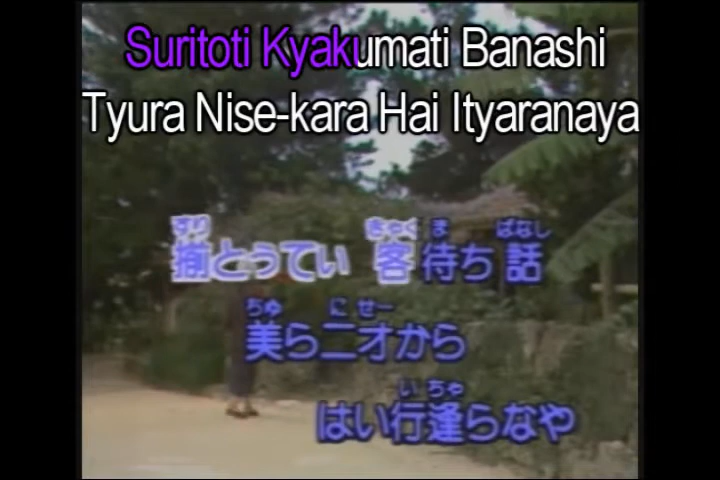 Suritoti Kyakumati Banashi
Tyura Nise-kara Hai Ityaranaya
すり きゃく ま ばなし
揃とぅてぃ 客待ち話
ちゅ にせー
美ら二才から
いちゃ
はい行逢らなや